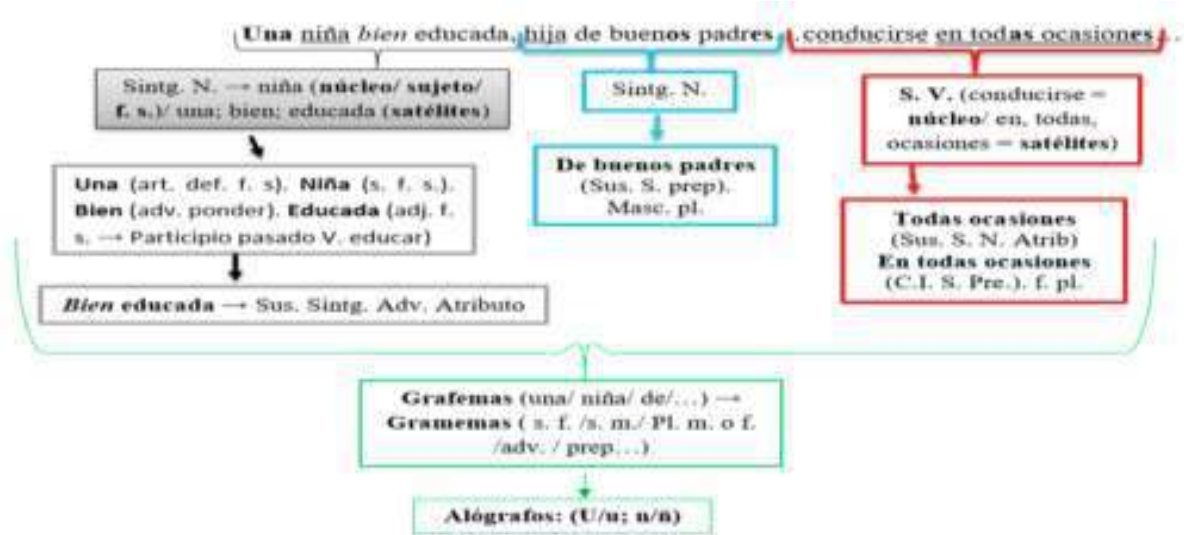 Una niña bien educada, hija de buenos padres , conducirse en todas ocasiones…
Sintg. N. → niña (núcleo/ sujeto/
f. s.)/ una; bien; educada (satélites)
Sintg. N.
S. V. (conducirse =
núcleo/ en, todas,
ocasiones = satélites)
Una (art. def. f. s). Niña (s. f. s.).
Bien (adv. ponder). Educada (adj. f.
s. → Participio pasado V. educar)
De buenos padres
(Sus. S. prep).
Masc. pl.
Todas ocasiones
(Sus. S. N. Atrib)
En todas ocasiones
(C.I. S. Pre.). f. pl.
Bien educada → Sus. Sintg. Adv. Atributo
Grafemas (una/ niña/ de/…) →
Gramemas ( s. f. /s. m./ Pl. m. o f.
/adv. / prep…)
Alógrafos: (U/u; n/ñ)